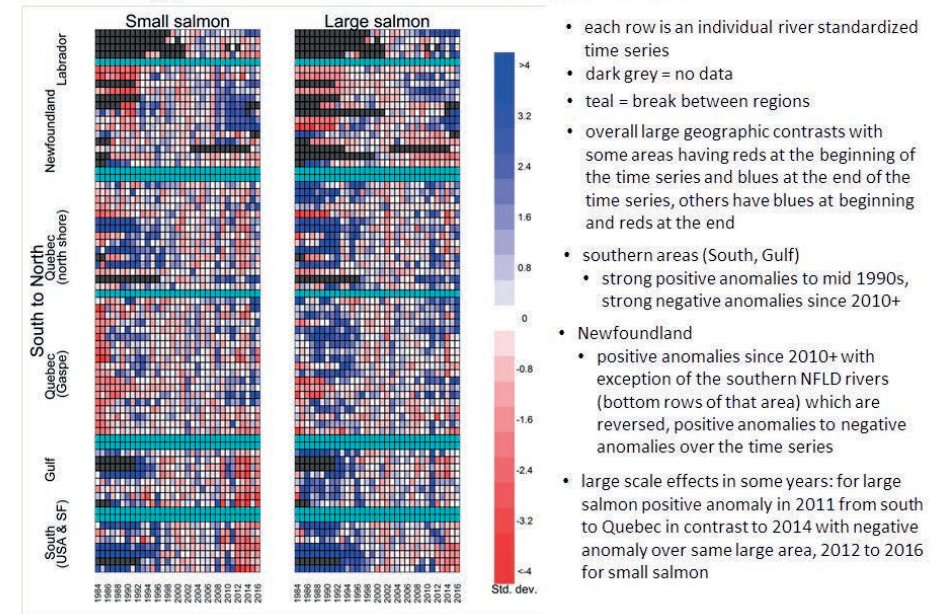 Small salmon
Large salmon
South to North
Labrador
Newfoundland
Quebec
(north shore)
Quebec
(Gaspe)
Gulf
South
(USA & SF)
1984 1986 1988 1990 1992 1994 1996 1998 2000 2002 2004 2006 2008 2010 2012 2014 2016
1984 1986 1988 1990 1992 1994 1996 1998 2000 2002 2004 2006 2008 2010 2012 2014 2016
>4
3.2
2.4
1.6
0.8
0
-0.8
-1.6
-2.4
-3.2
<-4
Std. dev.
• each row is an individual river standardized
time series
• dark grey = no data
• teal = break between regions
• overall large geographic contrasts with
some areas having reds at the beginning of
the time series and blues at the end of the
time series, others have blues at beginning
and reds at the end
• southern areas (South, Gulf)
• strong positive anomalies to mid 1990s,
strong negative anomalies since 2010+
• Newfoundland
• positive anomalies since 2010+ with
exception of the southern NFLD rivers
(bottom rows of that area) which are
reversed, positive anomalies to negative
anomalies over the time series
• large scale effects in some years: for large
salmon positive anomaly in 2011 from south
to Quebec in contrast to 2014 with negative
anomaly over same large area, 2012 to 2016
for small salmon